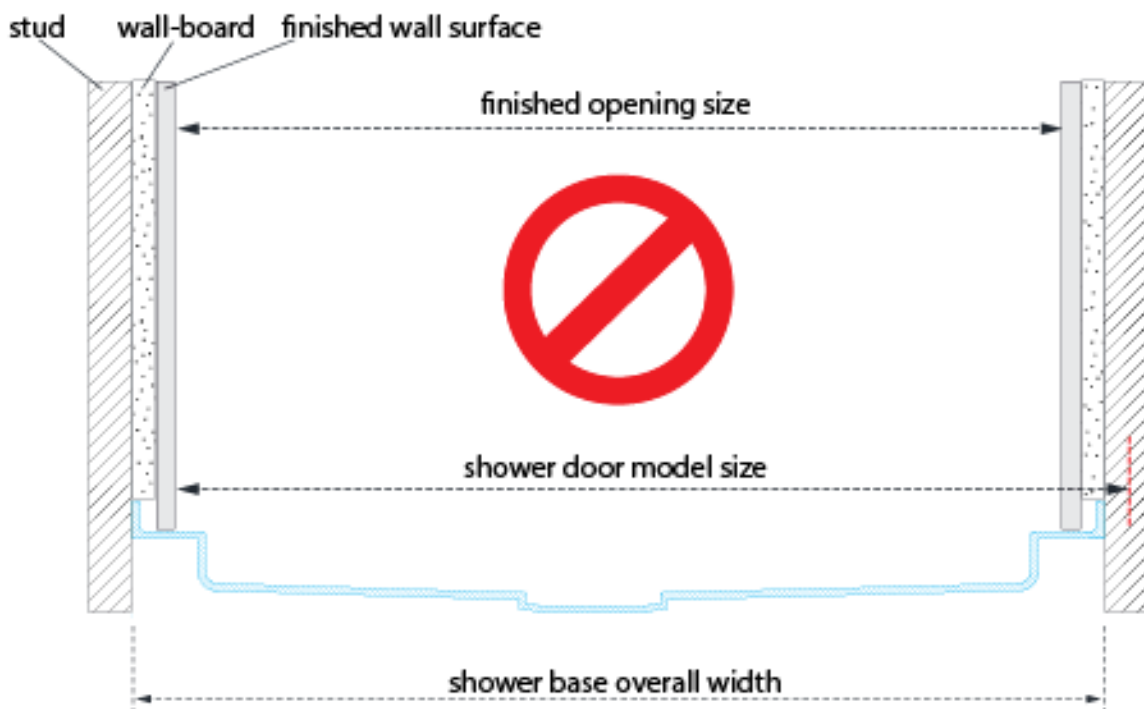 stud wall-board finished wall surface
finished opening size
shower door model size
shower base overall width